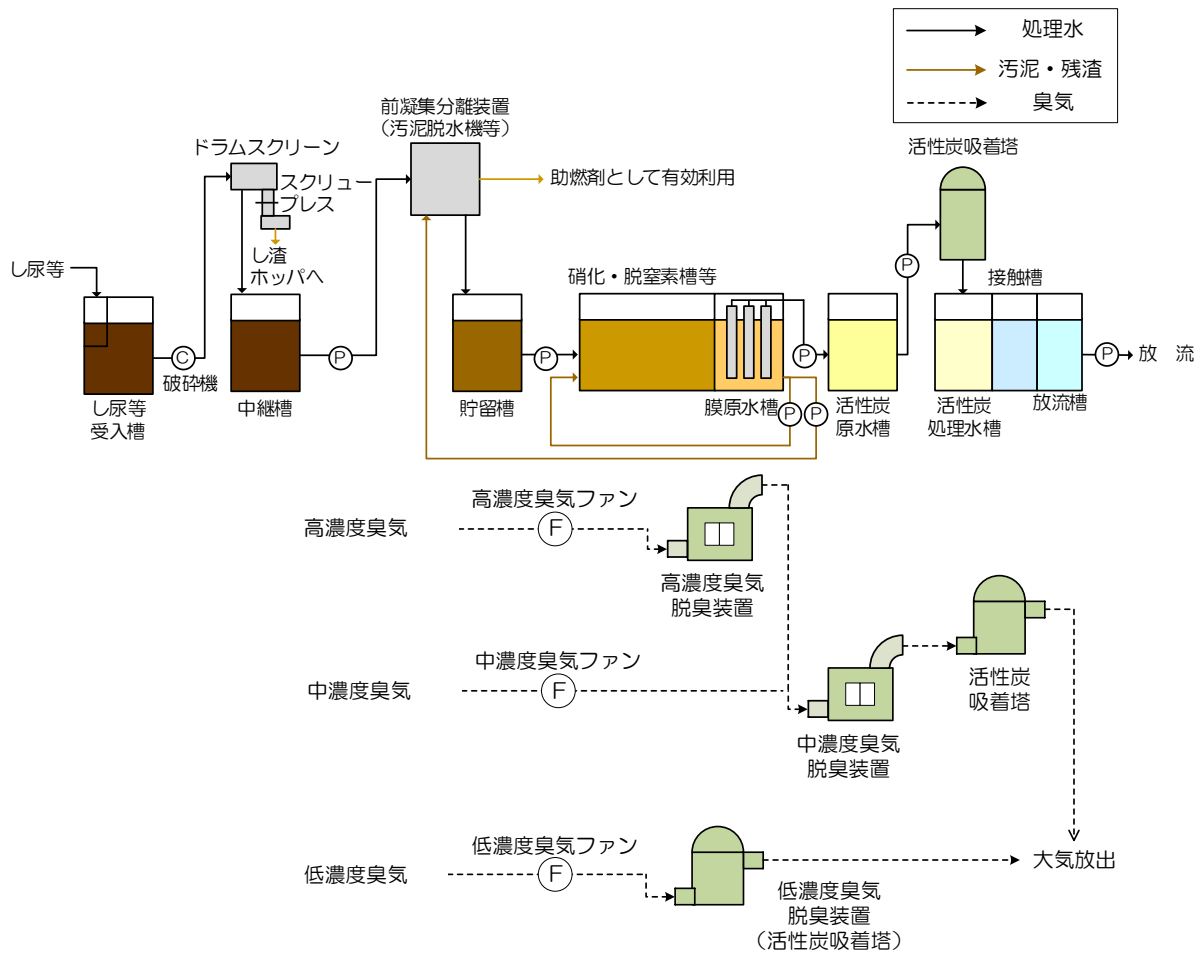 処理水
汚泥・残渣
臭気
前凝集分離装置
(汚泥脱水機等)
ドラムスクリーン
スクリュー
プレス
助燃剤として有効利用
活性炭吸着塔
し尿等
し渣
ホッパへ
硝化・脱窒素槽等
接触槽
C
破砕機
P
P
P
P
P
放 流
し尿等
受入槽
中継槽
貯留槽
膜原水槽
P
P
活性炭
原水槽
活性炭
処理水槽
放流槽
高濃度臭気
高濃度臭気ファン
F
高濃度臭気
脱臭装置
中濃度臭気
中濃度臭気ファン
F
中濃度臭気
脱臭装置
活性炭
吸着塔
低濃度臭気
低濃度臭気ファン
F
低濃度臭気
脱臭装置
(活性炭吸着塔)
大気放出